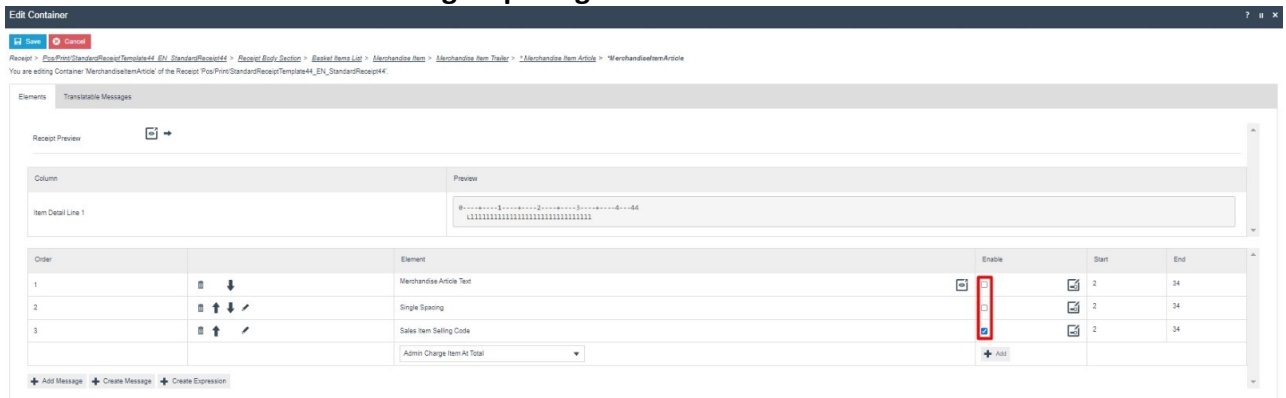 Edit Container
Save Cancel
Receipt > Pos/Print/StandardReceiptTemplate44_EN_StandardReceipt44 > Receipt Body Section > Basket Items List > Merchandise Item > Merchandise Item Trailer > * Merchandise Item Article > *MerchandiseItemArticle
You are editing Container 'MerchandiseItemArticle' of the Receipt 'Pos/Print/StandardReceiptTemplate44_EN_StandardReceipt44'.
Elements Translatable Messages
Receipt Preview
Column Preview
Item Detail Line 1
Order Element Enable Start End
1 Merchandise Article Text 2 34
2 Single Spacing 2 34
3 Sales Item Selling Code 2 34
Admin Charge Item At Total Add
Add Message Create Message Create Expression